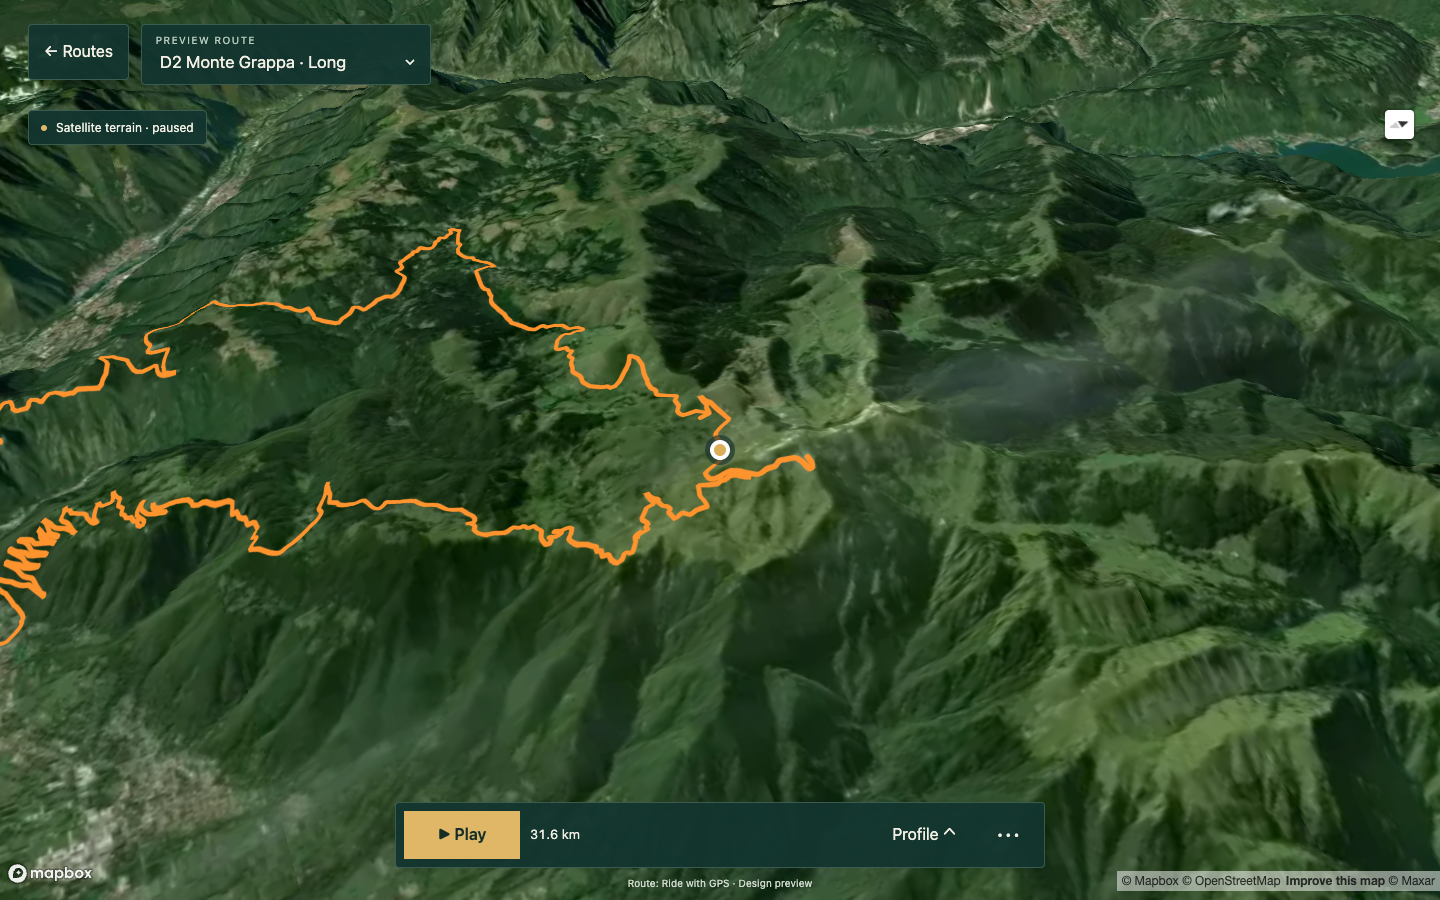 ← Routes
PREVIEW ROUTE
D2 Monte Grappa · Long
Satellite terrain · paused
Play
31.6 km
Profile
Route: Ride with GPS · Design preview
mapbox
© Mapbox © OpenStreetMap Improve this map © Maxar